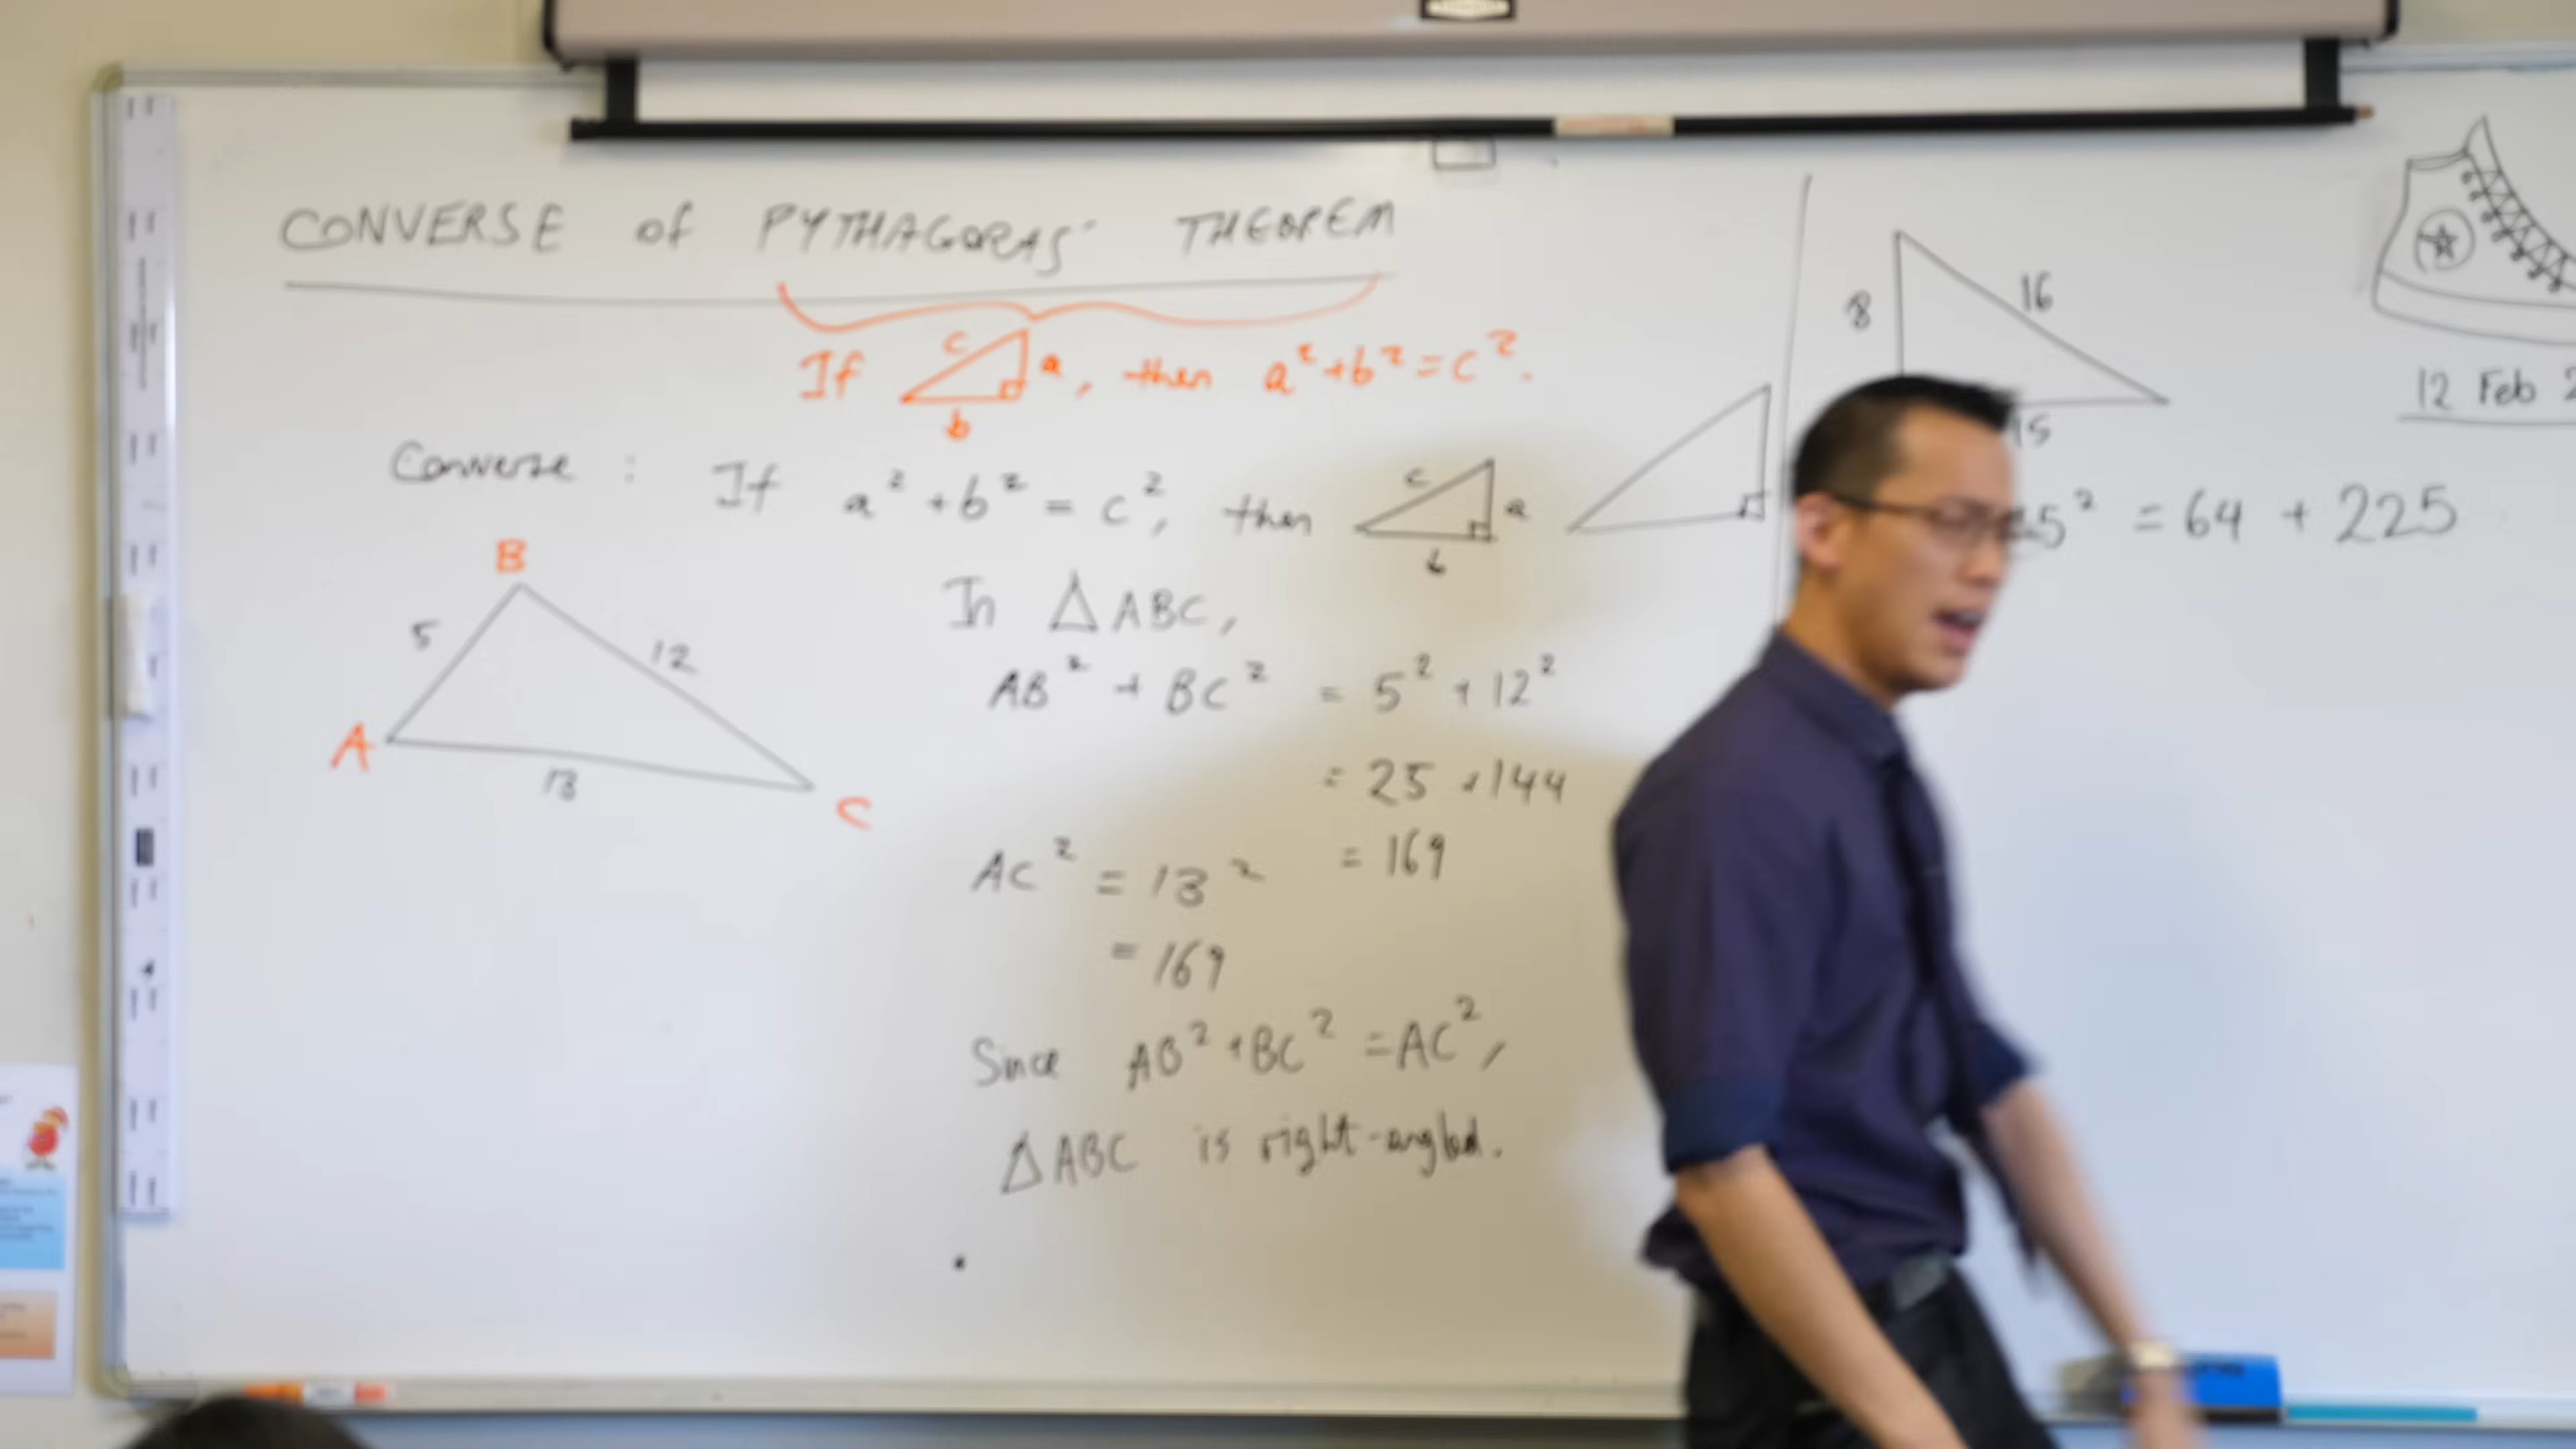 CONVERSE of PYTHAGORAS' THEOREM
If c a b, then a² + b² = c².
Converse : If a² + b² = c², then c a b
B
5 12
A 13 C
In △ABC,
AB² + BC² = 5² + 12²
= 25 + 144
= 169
AC² = 13²
= 169
Since AB² + BC² = AC²,
△ABC is right-angled.
8 16
15
15² = 64 + 225
12 Feb 2